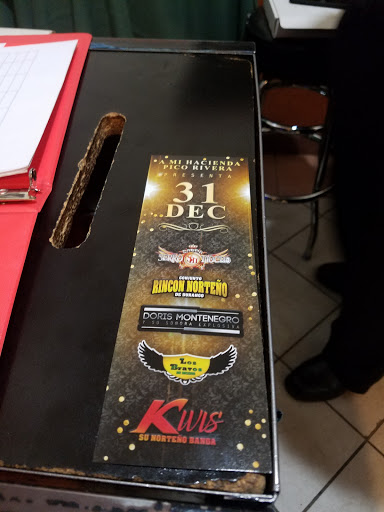 A MI HACIENDA
PICO RIVERA
PRESENTA
31
DEC
CONJUNTO
RINCON NORTEÑO
DE DURANGO
DORIS MONTENEGRO
Y SU SONORA EXPLOSIVA
Los
Bravos
Kwis
SU NORTEÑO BANDA